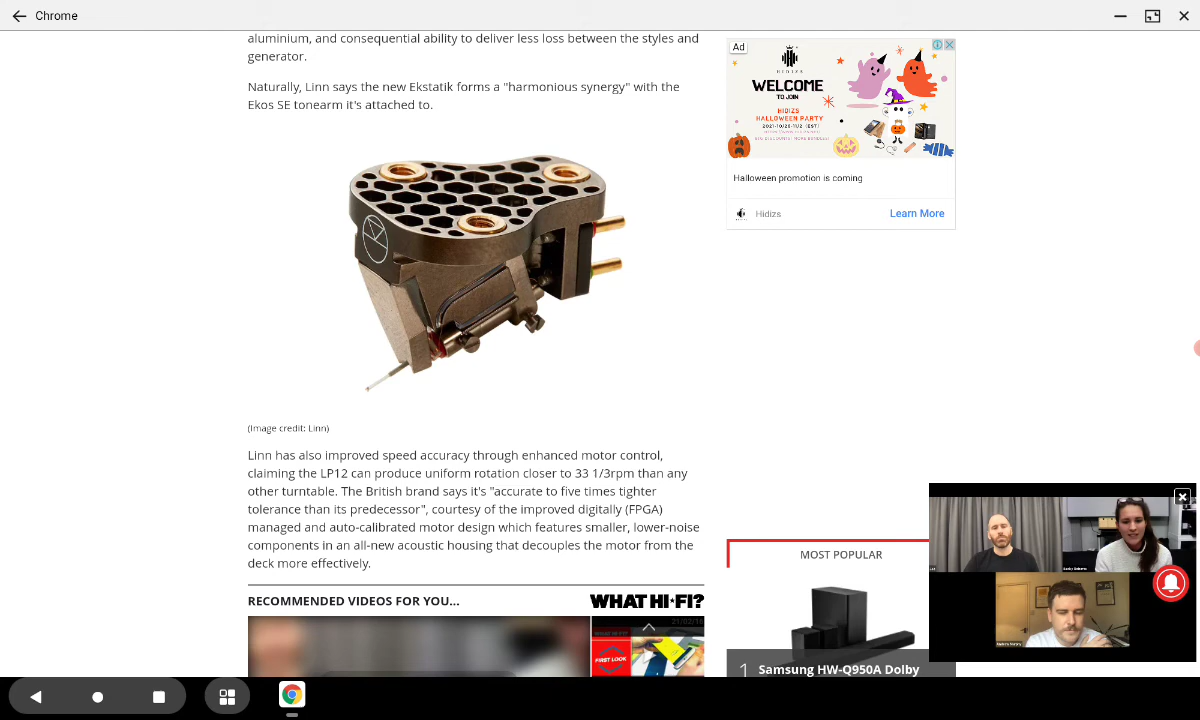 Chrome
aluminium, and consequential ability to deliver less loss between the styles and
generator.
Naturally, Linn says the new Ekstatik forms a "harmonious synergy" with the
Ekos SE tonearm it's attached to.
(Image credit: Linn)
Linn has also improved speed accuracy through enhanced motor control,
claiming the LP12 can produce uniform rotation closer to 33 1/3rpm than any
other turntable. The British brand says it's "accurate to five times tighter
tolerance than its predecessor", courtesy of the improved digitally (FPGA)
managed and auto-calibrated motor design which features smaller, lower-noise
components in an all-new acoustic housing that decouples the motor from the
deck more effectively.
RECOMMENDED VIDEOS FOR YOU...
WHAT HI*FI?
21/02/16
FIRST LOOK
Ad
HIDIZS
WELCOME
TO JOIN
HIDIZS
HALLOWEEN PARTY
Halloween promotion is coming
Hidizs
Learn More
MOST POPULAR
1 Samsung HW-Q950A Dolby